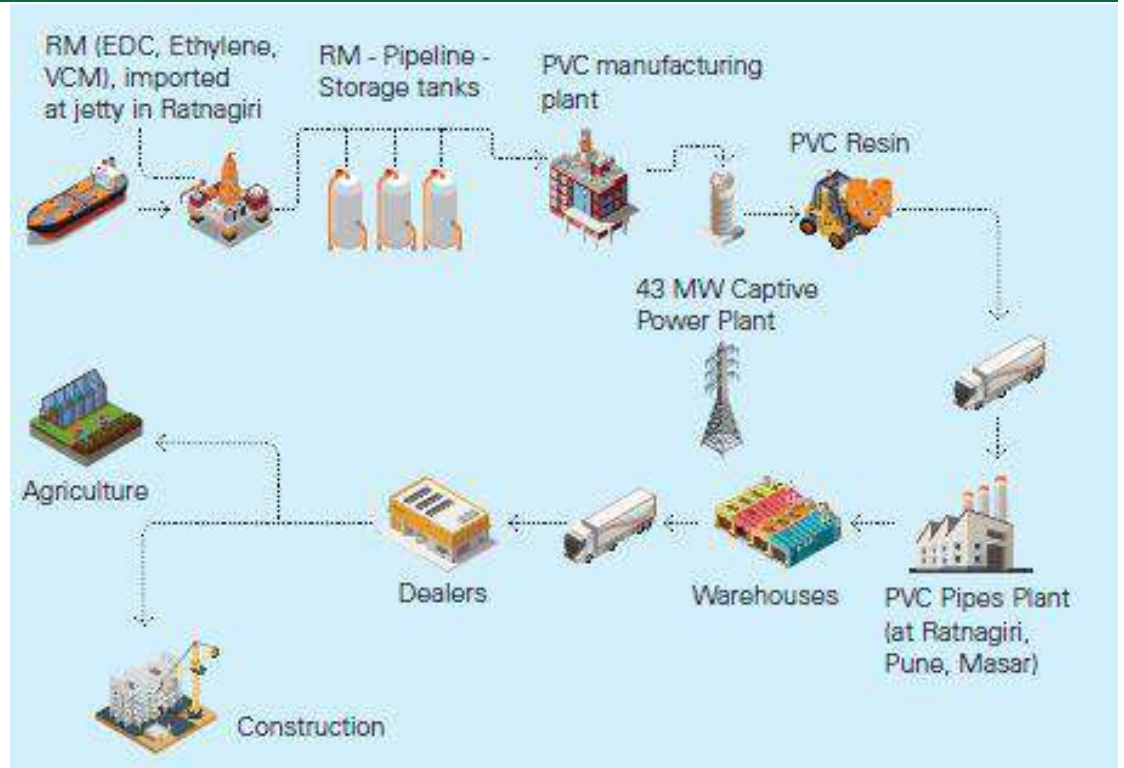 RM (EDC, Ethylene,
VCM), imported
at jetty in Ratnagiri
RM - Pipeline -
Storage tanks
PVC manufacturing
plant
PVC Resin
43 MW Captive
Power Plant
Agriculture
Dealers
Warehouses
PVC Pipes Plant
(at Ratnagiri,
Pune, Masar)
Construction